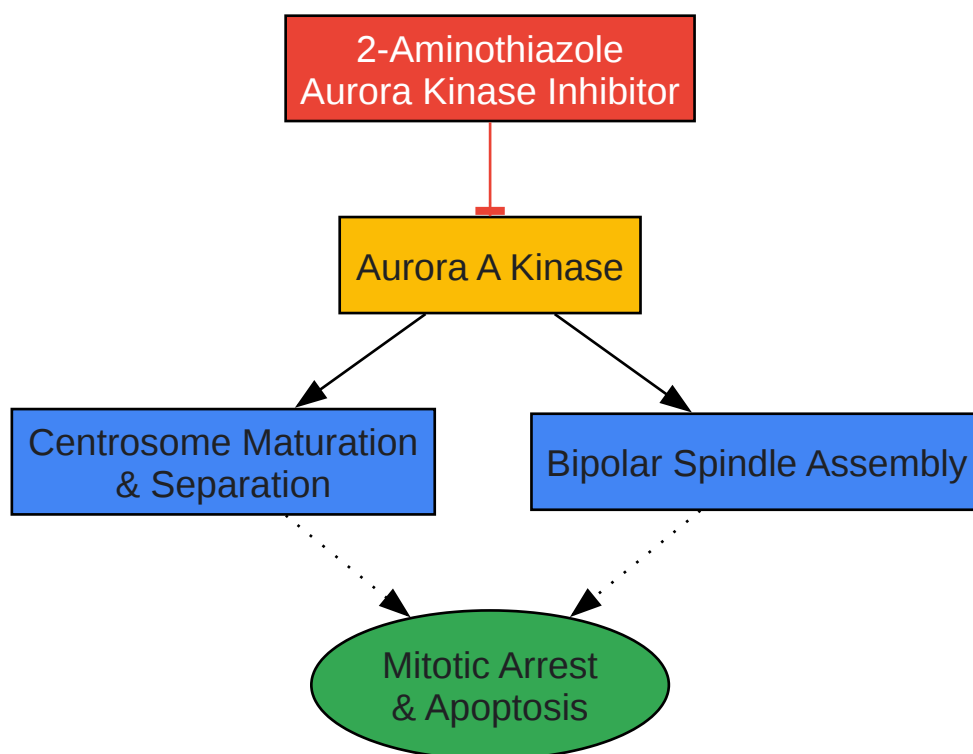 2-Aminothiazole
Aurora Kinase Inhibitor
Aurora A Kinase
Centrosome Maturation
& Separation
Bipolar Spindle Assembly
Mitotic Arrest
& Apoptosis